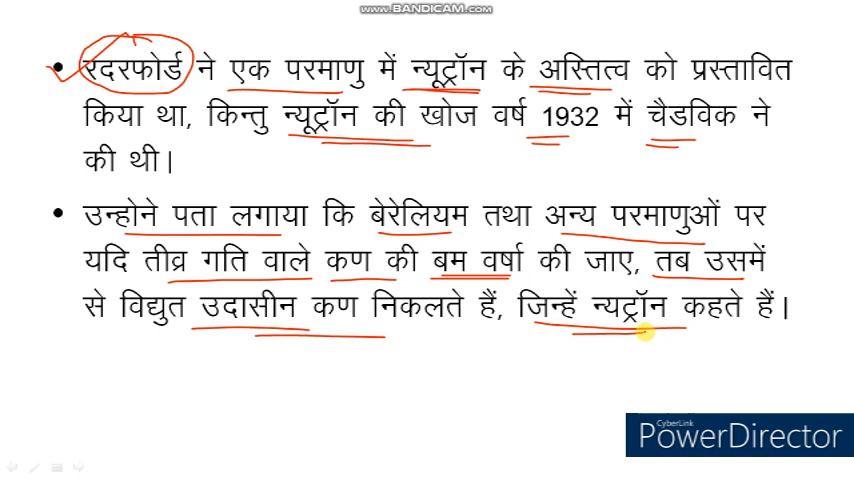 www.BANDICAM.com
• रदरफोर्ड ने एक परमाणु में न्यूट्रॉन के अस्तित्व को प्रस्तावित
किया था, किन्तु न्यूट्रॉन की खोज वर्ष 1932 में चैडविक ने
की थी।
• उन्होने पता लगाया कि बेरेलियम तथा अन्य परमाणुओं पर
यदि तीव्र गति वाले कण की बम वर्षा की जाए, तब उसमें
से विद्युत उदासीन कण निकलते हैं, जिन्हें न्यट्रॉन कहते हैं।
CyberLink
PowerDirector